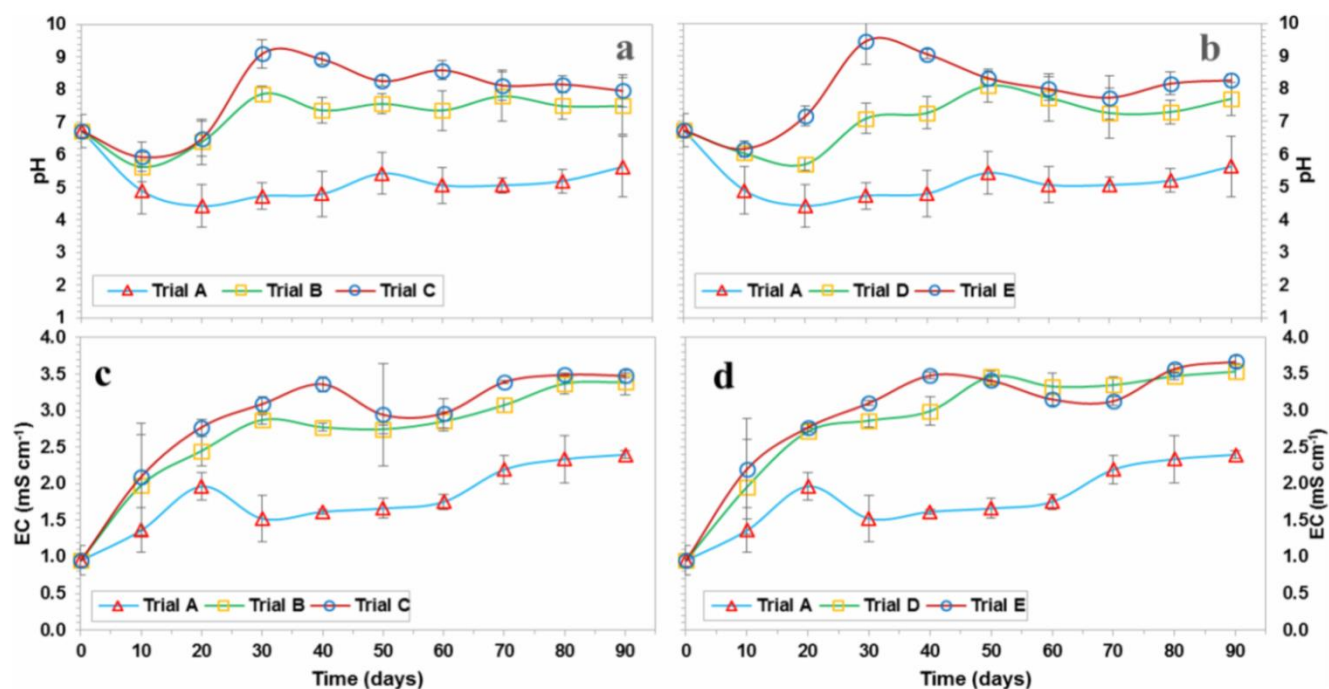 a
b
10
9
8
7
6
5
4
3
2
1
pH
Trial A
Trial B
Trial C
Trial A
Trial D
Trial E
10
9
8
7
6
5
4
3
2
1
pH
c
d
4.0
3.5
3.0
2.5
2.0
1.5
1.0
0.5
0.0
EC (mS cm⁻¹)
Trial A
Trial B
Trial C
Trial A
Trial D
Trial E
4.0
3.5
3.0
2.5
2.0
1.5
1.0
0.5
0.0
EC (mS cm⁻¹)
0 10 20 30 40 50 60 70 80 90
0 10 20 30 40 50 60 70 80 90
Time (days)
Time (days)